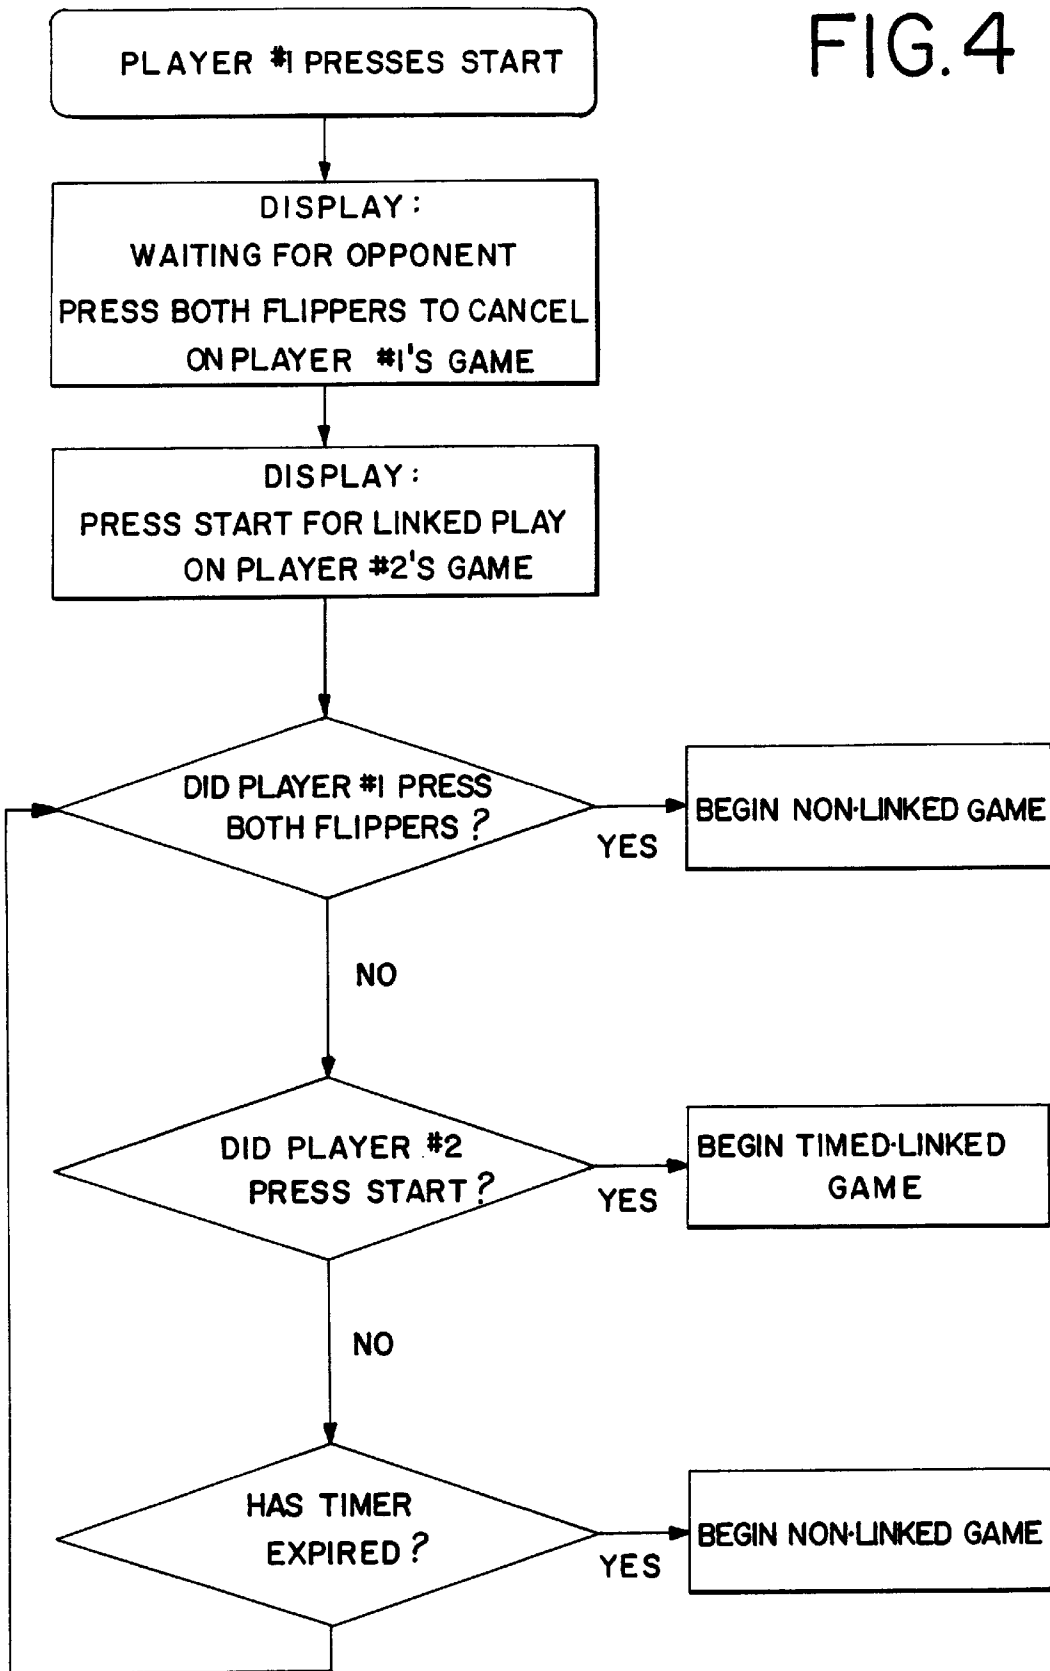 FIG. 4
PLAYER #1 PRESSES START
DISPLAY:
WAITING FOR OPPONENT
PRESS BOTH FLIPPERS TO CANCEL
ON PLAYER #1'S GAME
DISPLAY:
PRESS START FOR LINKED PLAY
ON PLAYER #2'S GAME
DID PLAYER #1 PRESS
BOTH FLIPPERS ?
YES
BEGIN NON-LINKED GAME
NO
DID PLAYER #2
PRESS START ?
YES
BEGIN TIMED-LINKED
GAME
NO
HAS TIMER
EXPIRED ?
YES
BEGIN NON-LINKED GAME